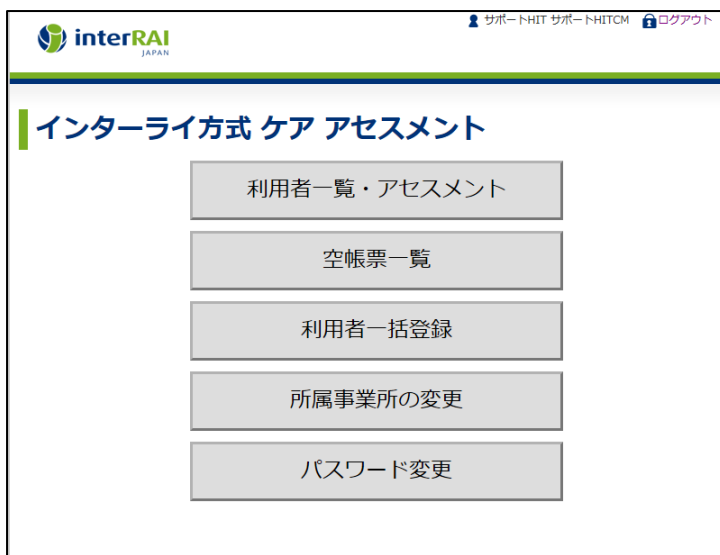 interRAI
JAPAN
サポートHIT サポートHITCM ログアウト
インターライ方式 ケア アセスメント
利用者一覧・アセスメント
空帳票一覧
利用者一括登録
所属事業所の変更
パスワード変更